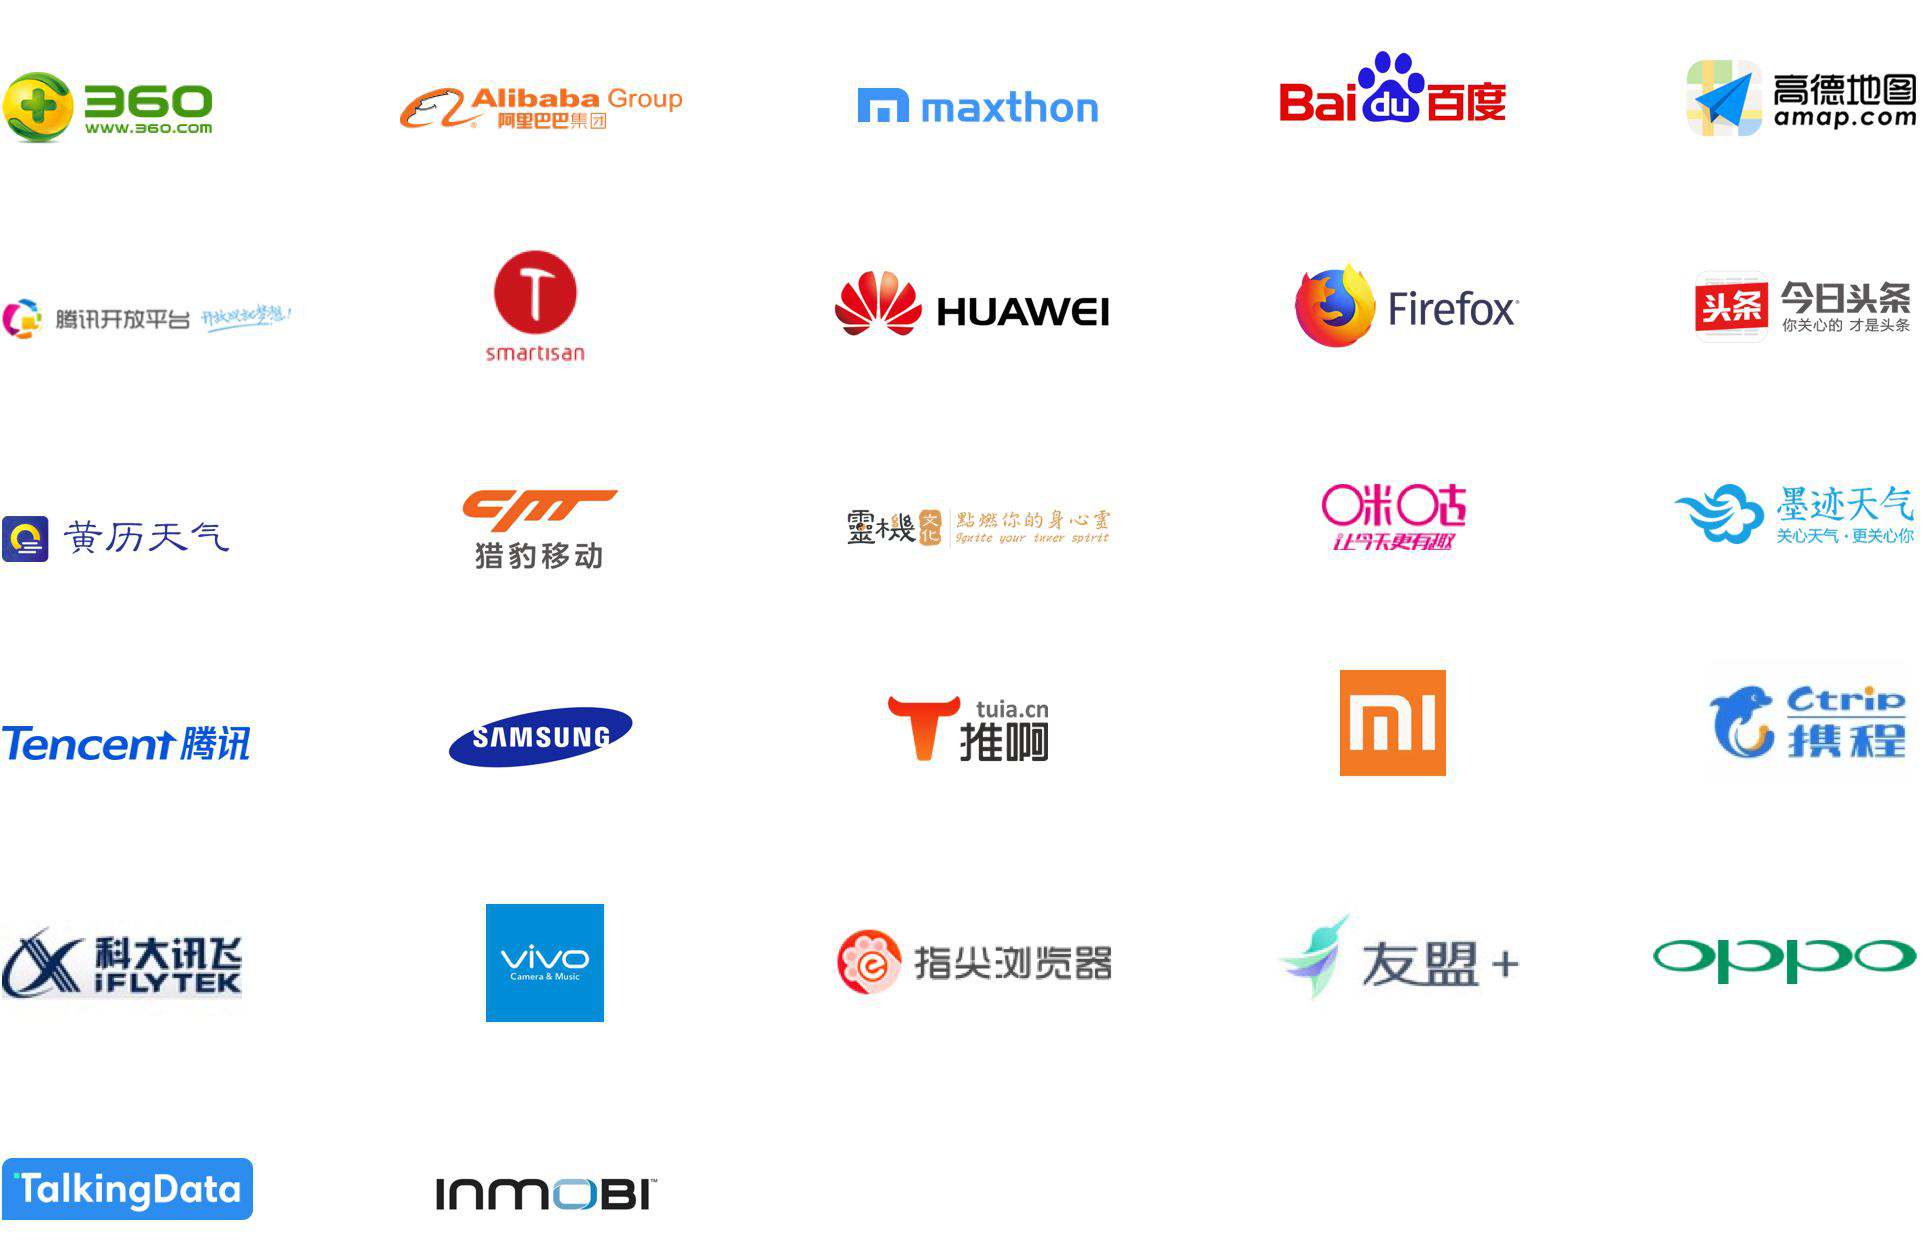 360
www.360.com
Alibaba Group
阿里巴巴集团
maxthon
Bai du 百度
高德地图
amap.com
腾讯开放平台 开放成就梦想!
smartisan
HUAWEI
Firefox
头条
今日头条
你关心的 才是头条
黄历天气
CM
猎豹移动
靈機 文化
點燃你的身心靈
Ignite your inner spirit
咪咕
让今天更有趣
墨迹天气
关心天气·更关心你
Tencent 腾讯
SAMSUNG
tuia.cn
推啊
mi
Ctrip
携程
科大讯飞
iFLYTEK
vivo
Camera & Music
指尖浏览器
友盟+
oppo
TalkingData
INMOBI™